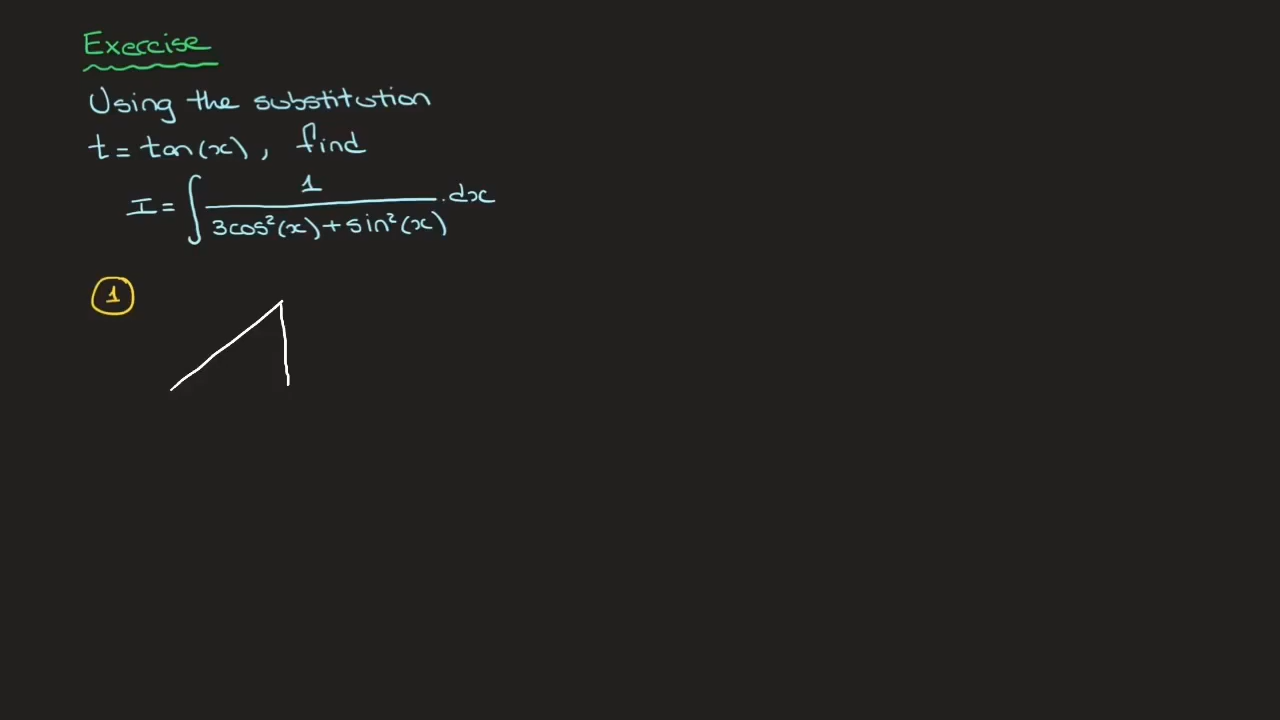 Exercise
Using the substitution
t = tan(x), find
I = ∫ 1 / (3cos²(x) + sin²(x)) .dx
1